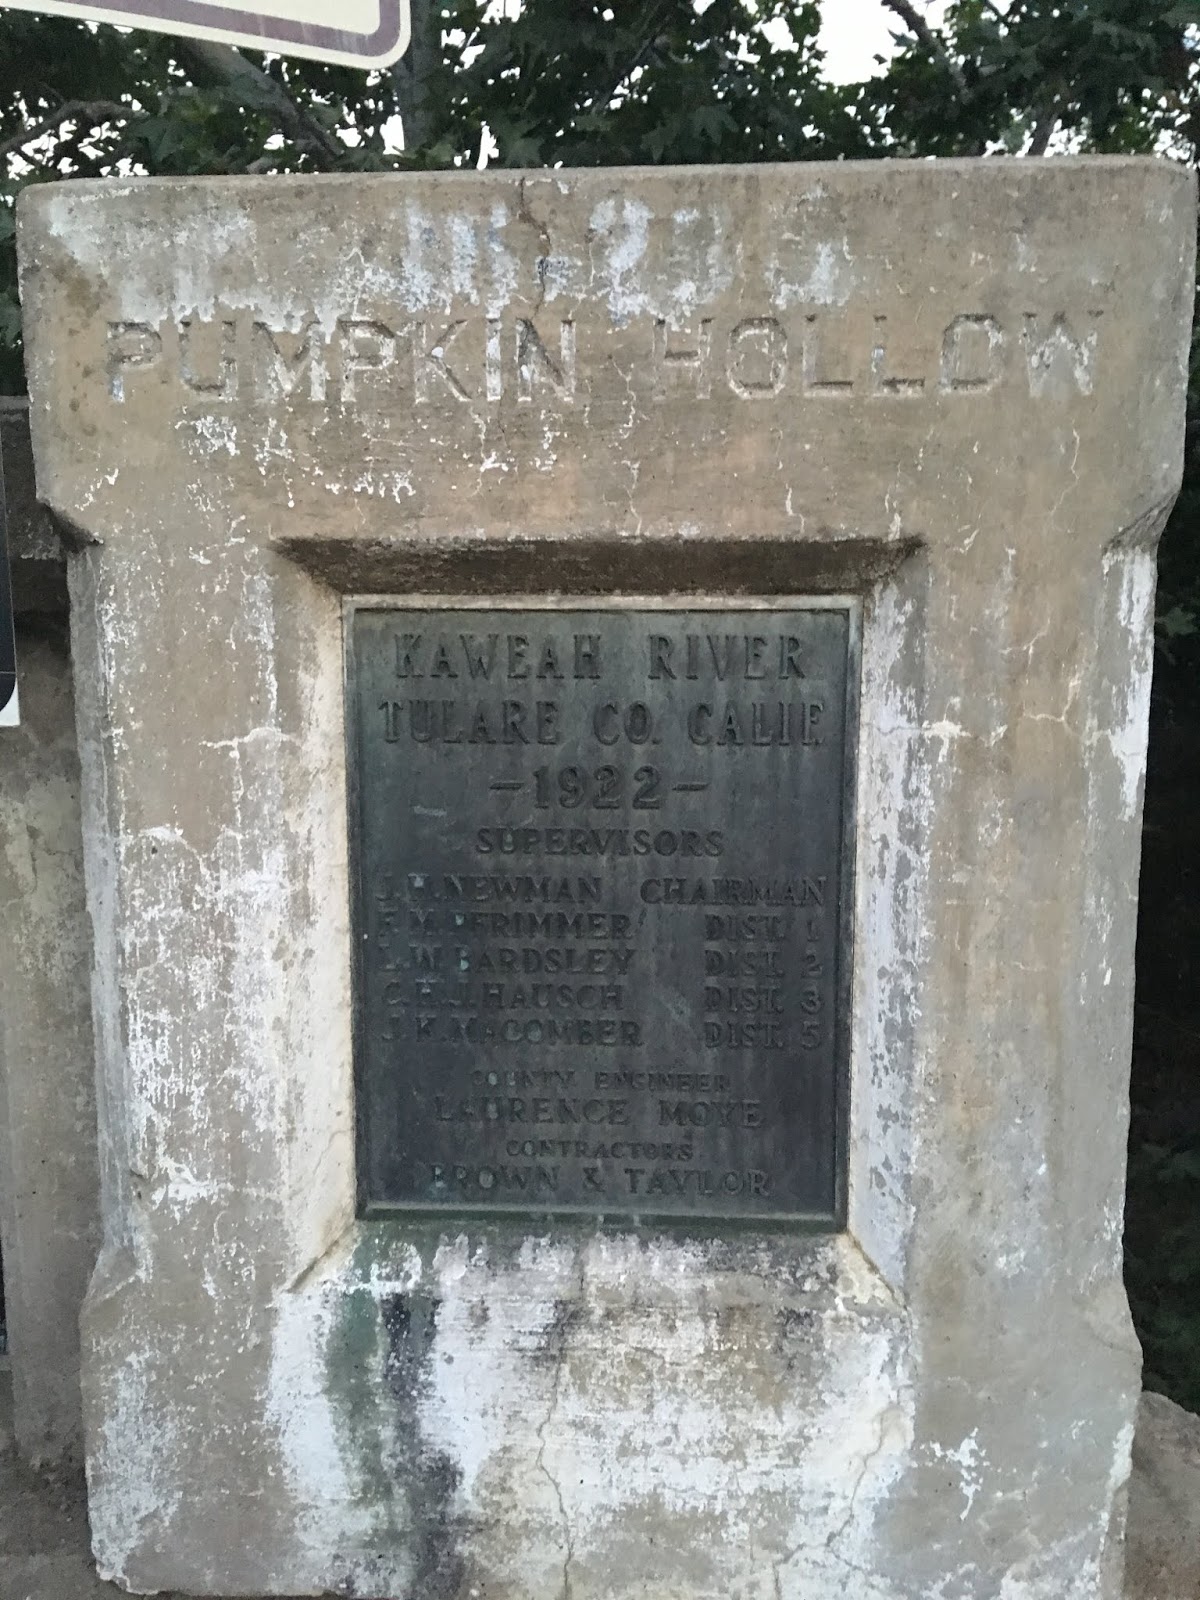 PUMPKIN HOLLOW
KAWEAH RIVER
TULARE CO. CALIF.
-1922-
SUPERVISORS
J.H. NEWMAN CHAIRMAN
F.M. PFRIMMER DIST. 1
L.W. BARDSLEY DIST. 2
C.H.J. HAUSCH DIST. 3
J.K. MACOMBER DIST. 5
COUNTY ENGINEER
LAURENCE MOYE
CONTRACTORS
BROWN & TAYLOR